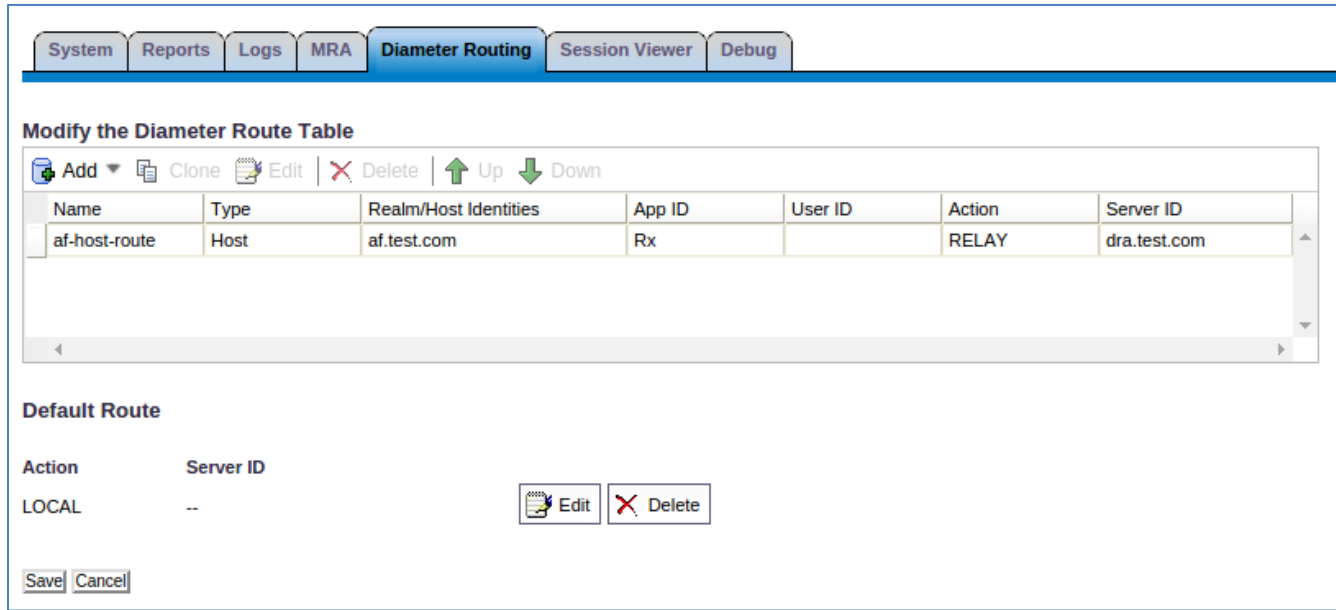 System Reports Logs MRA Diameter Routing Session Viewer Debug
Modify the Diameter Route Table
Add Clone Edit Delete Up Down
Name Type Realm/Host Identities App ID User ID Action Server ID
af-host-route Host af.test.com Rx RELAY dra.test.com
Default Route
Action Server ID
LOCAL -- Edit Delete
Save Cancel